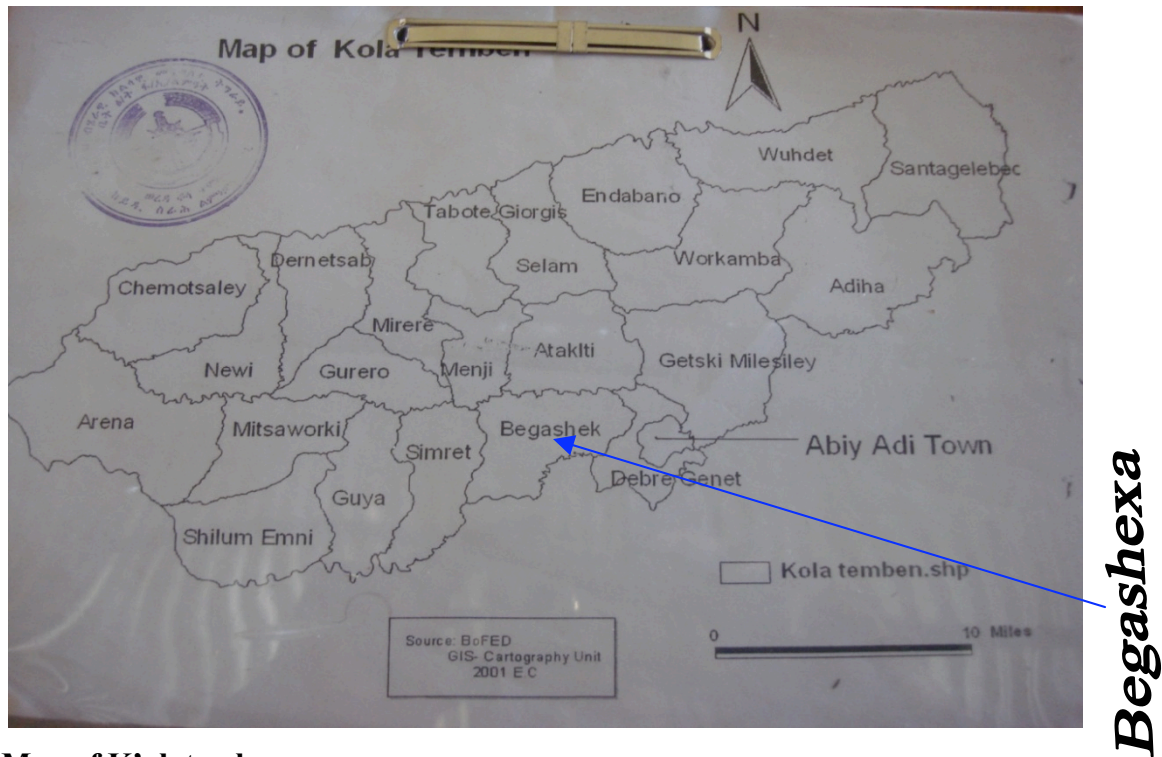 Map of Kola Temben
N
Wuhdet
Santagelebec
Endabano
Tabote Giorgis
Workamba
Dernetsab
Selam
Chemotsaley
Adiha
Mirere
Ataklti
Getski Milesiley
Newi
Gurero
Menji
Arena
Mitsaworki
Begashek
Simret
Abiy Adi Town
Debre Genet
Guya
Shilum Emni
Kola temben.shp
Source: BoFED
GIS- Cartography Unit
2001 E C
0 10 Miles
Begashexa